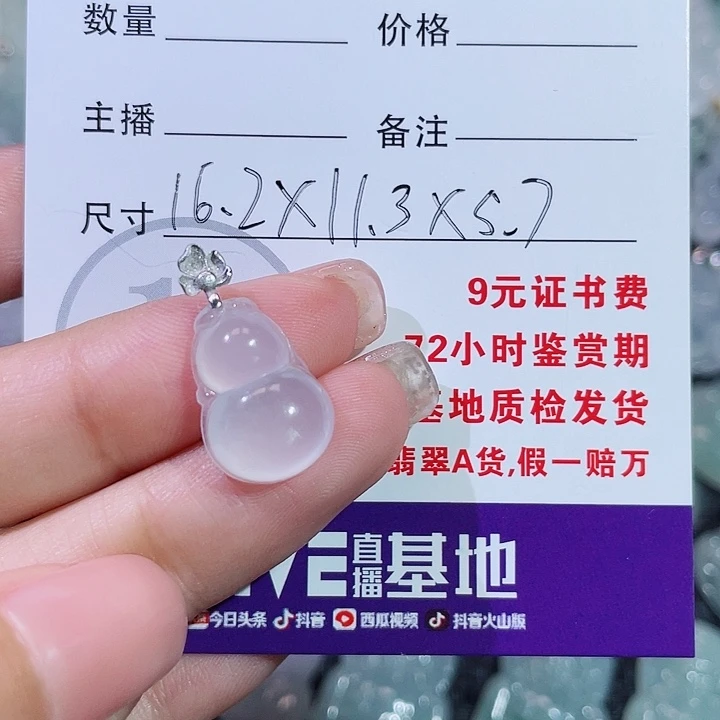 数量 价格
主播 备注
尺寸 16.2X11.3X5.7
9元证书费
72小时鉴赏期
基地质检发货
翡翠A货,假一赔万
直播基地
今日头条 抖音 西瓜视频 抖音火山版